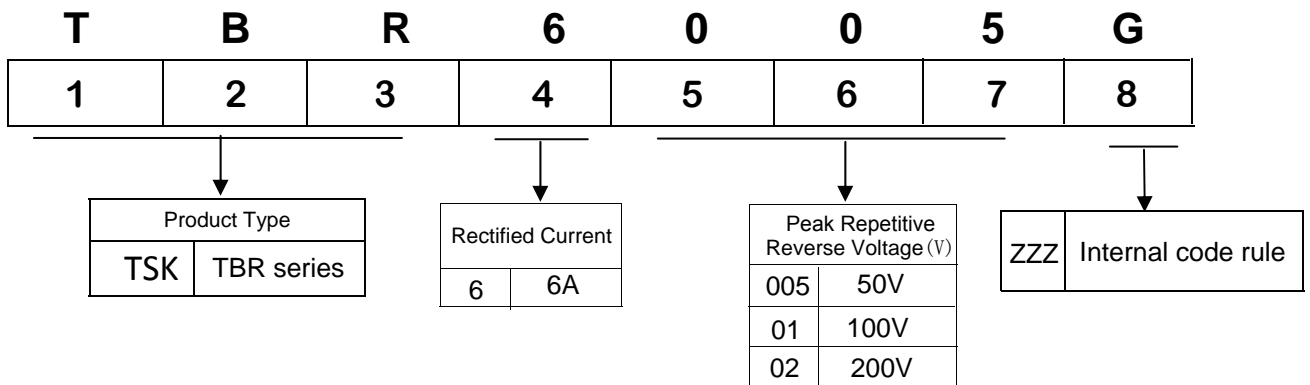 T B R 6 0 0 5 G
1 2 3 4 5 6 7 8
Product Type
TSK TBR series
Rectified Current
6 6A
Peak Repetitive
Reverse Voltage(V)
005 50V
01 100V
02 200V
ZZZ Internal code rule